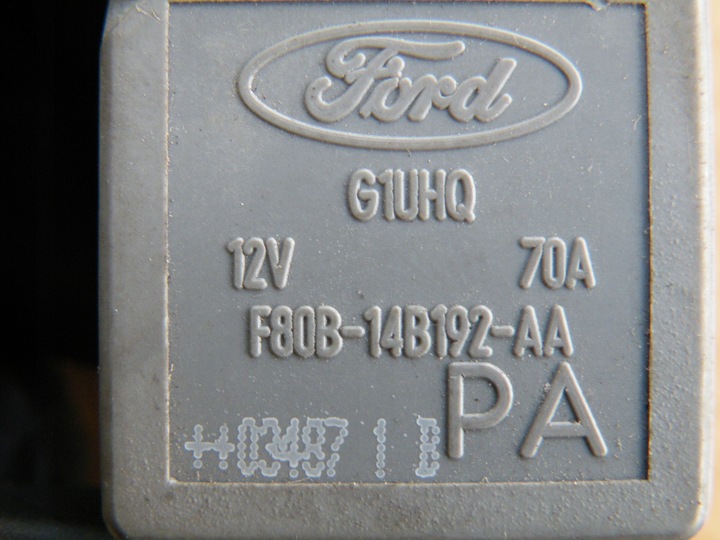 Ford
G1UHQ
12V 70A
F80B-14B192-AA
PA